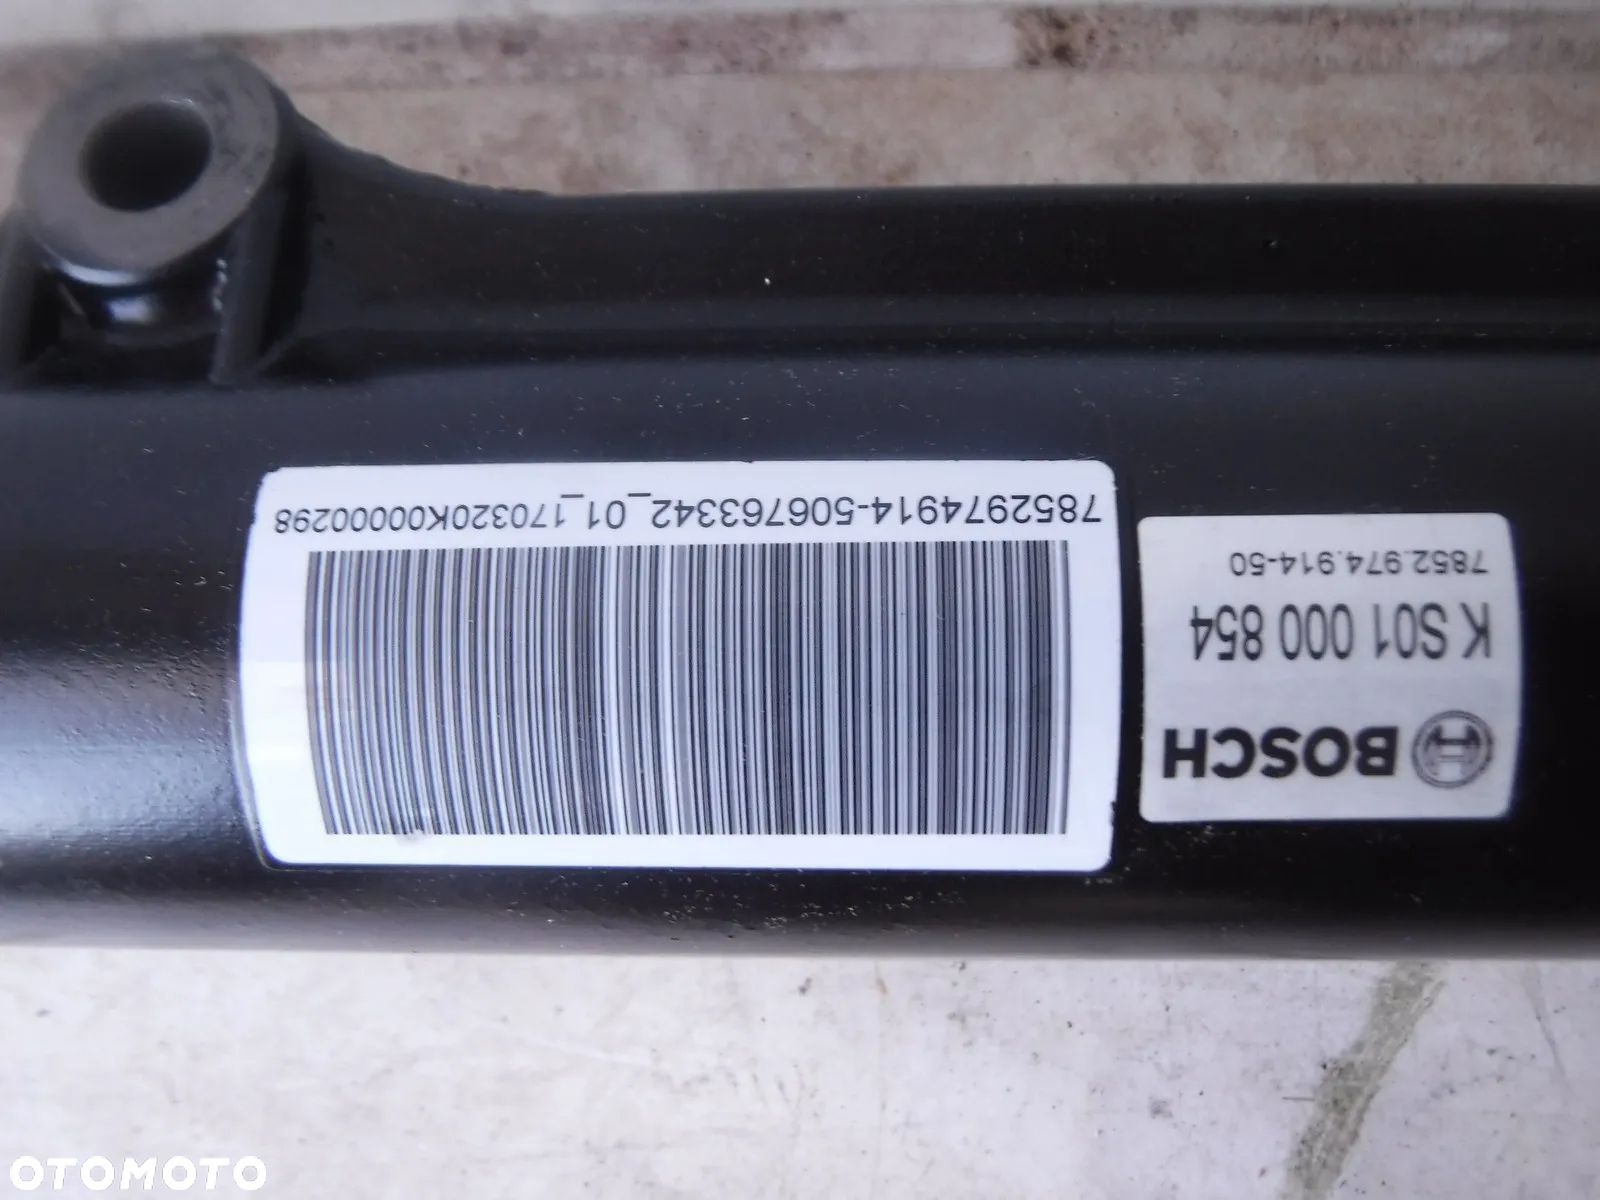 7852974914-506763342_01_170320K00000298
BOSCH
K S01 000 854
7852.974.914-50
OTOMOTO